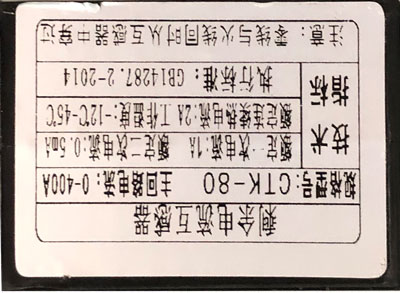 剩余电流互感器
规格型号:CTK-80 主回路电流:0-400A
技术
指标
额定一次电流:1A 额定二次电流:0.5mA
额定连续热电流:2A 工作温度:-12℃-45℃
执行标准:GB14287.2-2014
注意:零线与火线同时从互感器中穿过